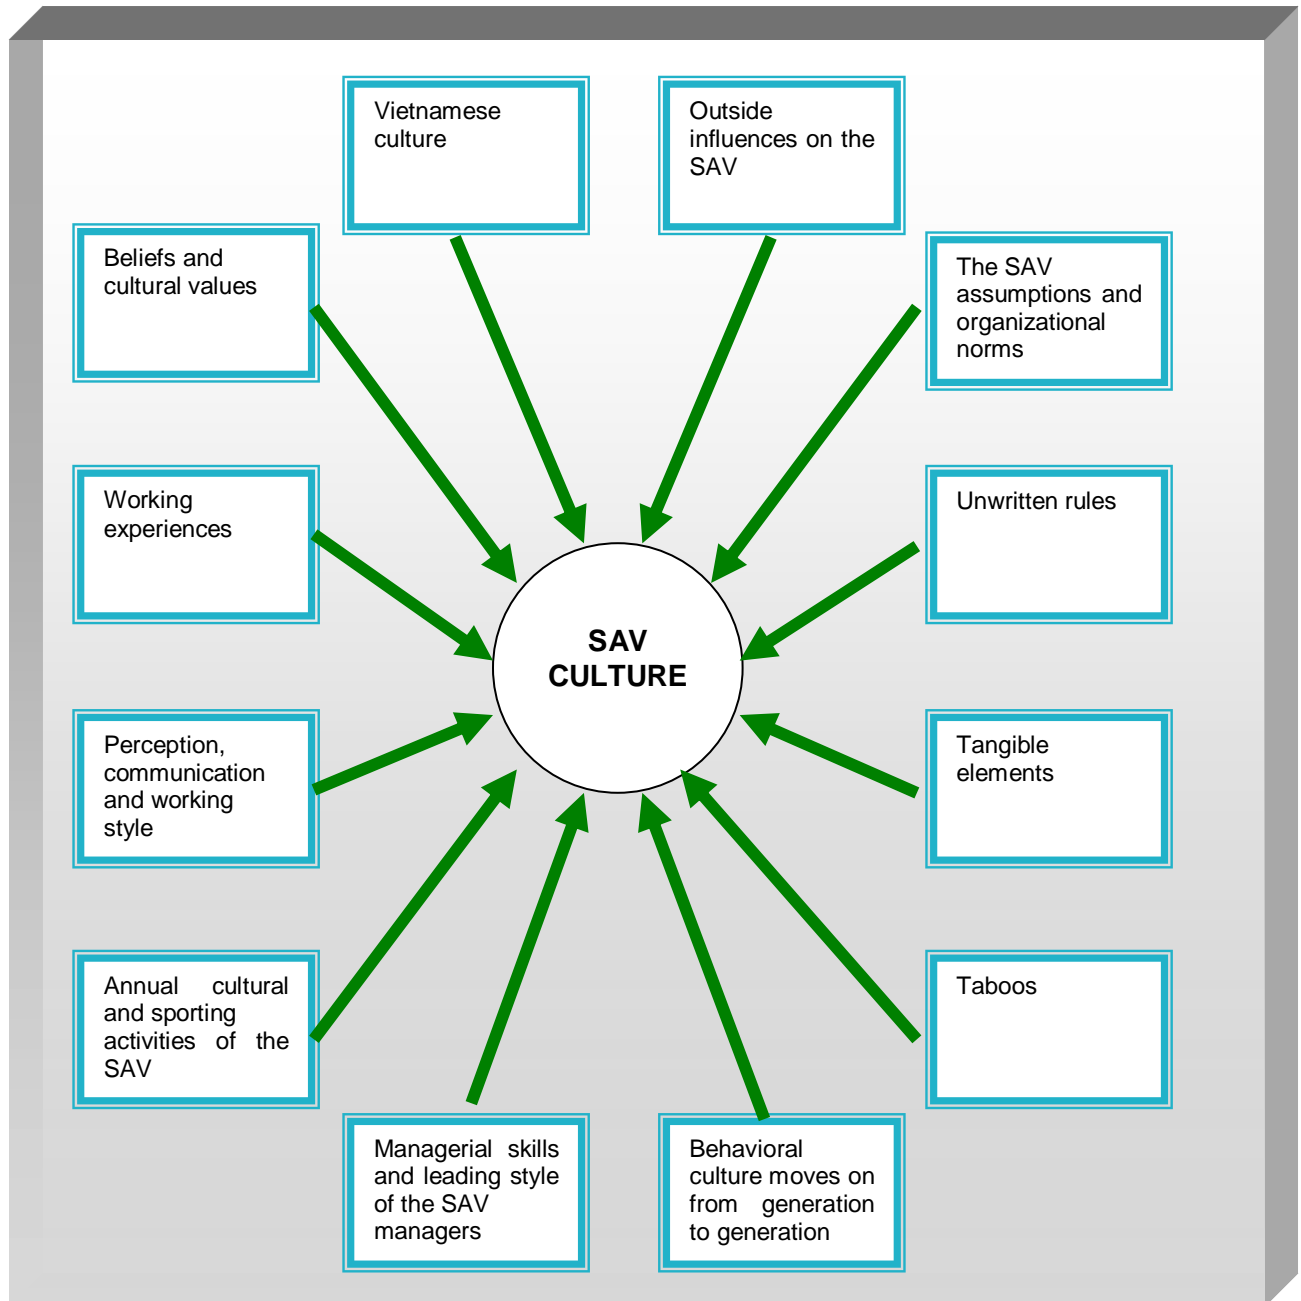 Vietnamese
culture
Outside
influences on the
SAV
Beliefs and
cultural values
The SAV
assumptions and
organizational
norms
Working
experiences
Unwritten rules
SAV
CULTURE
Perception,
communication
and working
style
Tangible
elements
Annual cultural
and sporting
activities of the
SAV
Taboos
Managerial skills
and leading style
of the SAV
managers
Behavioral
culture moves on
from generation
to generation